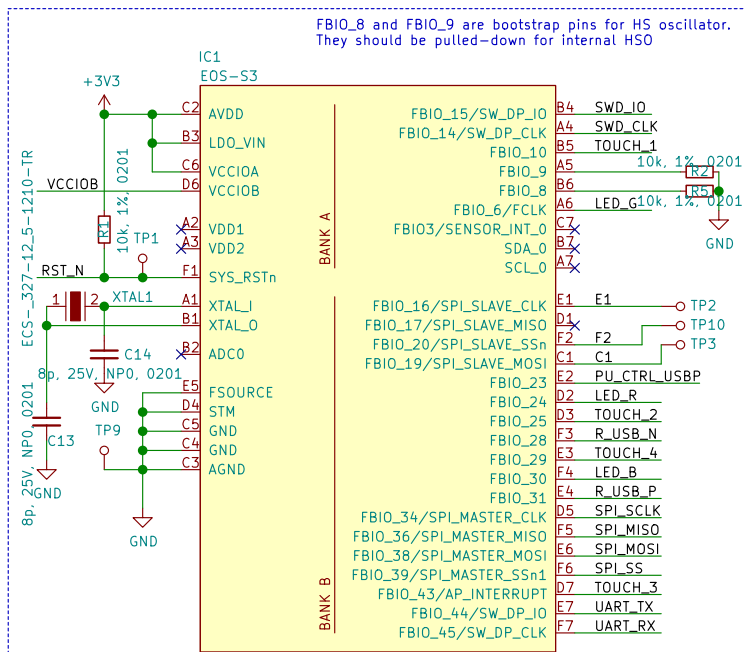 FBIO_8 and FBIO_9 are bootstrap pins for HS oscillator.
They should be pulled-down for internal HSO
IC1
EOS-S3
+3V3
C2 AVDD
B3 LDO_VIN
C6 VCCIOA
VCCIOB D6 VCCIOB
A2 VDD1
A3 VDD2
R1
10k, 1%, 0201
TP1
RST_N F1 SYS_RSTn
ECS-_327-12_5-1210-TR
1 2 XTAL1
A1 XTAL_I
B1 XTAL_O
B2 ADC0
C14
8p, 25V, NP0, 0201
GND
C13
8p, 25V, NP0, 0201
GND
E5 FSOURCE
D4 STM
C5 GND
C4 GND
C3 AGND
TP9
GND
BANK A
BANK B
FBIO_15/SW_DP_IO B4 SWD_IO
FBIO_14/SW_DP_CLK A4 SWD_CLK
FBIO_10 B5 TOUCH_1
FBIO_9 A5
10k, 1%, 0201
R2
FBIO_8 B6
R5
10k, 1%, 0201
GND
FBIO_6/FCLK A6 LED_G
FBIO3/SENSOR_INT_0 C7
SDA_0 B7
SCL_0 A7
FBIO_16/SPI_SLAVE_CLK E1 E1 TP2
FBIO_17/SPI_SLAVE_MISO D1
FBIO_20/SPI_SLAVE_SSn F2 F2 TP10
FBIO_19/SPI_SLAVE_MOSI C1 C1 TP3
FBIO_23 E2 PU_CTRL_USBP
FBIO_24 D2 LED_R
FBIO_25 D3 TOUCH_2
FBIO_28 F3 R_USB_N
FBIO_29 E3 TOUCH_4
FBIO_30 F4 LED_B
FBIO_31 E4 R_USB_P
FBIO_34/SPI_MASTER_CLK D5 SPI_SCLK
FBIO_36/SPI_MASTER_MISO F5 SPI_MISO
FBIO_38/SPI_MASTER_MOSI E6 SPI_MOSI
FBIO_39/SPI_MASTER_SSn1 F6 SPI_SS
FBIO_43/AP_INTERRUPT D7 TOUCH_3
FBIO_44/SW_DP_IO E7 UART_TX
FBIO_45/SW_DP_CLK F7 UART_RX